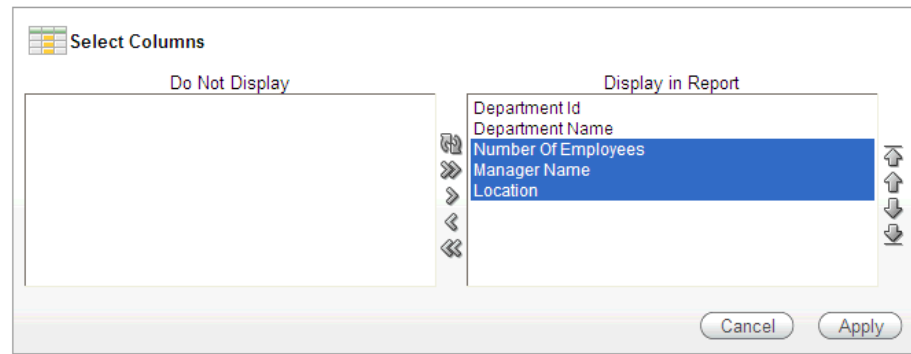 Select Columns
Do Not Display
Display in Report
Department Id
Department Name
Number Of Employees
Manager Name
Location
Cancel
Apply